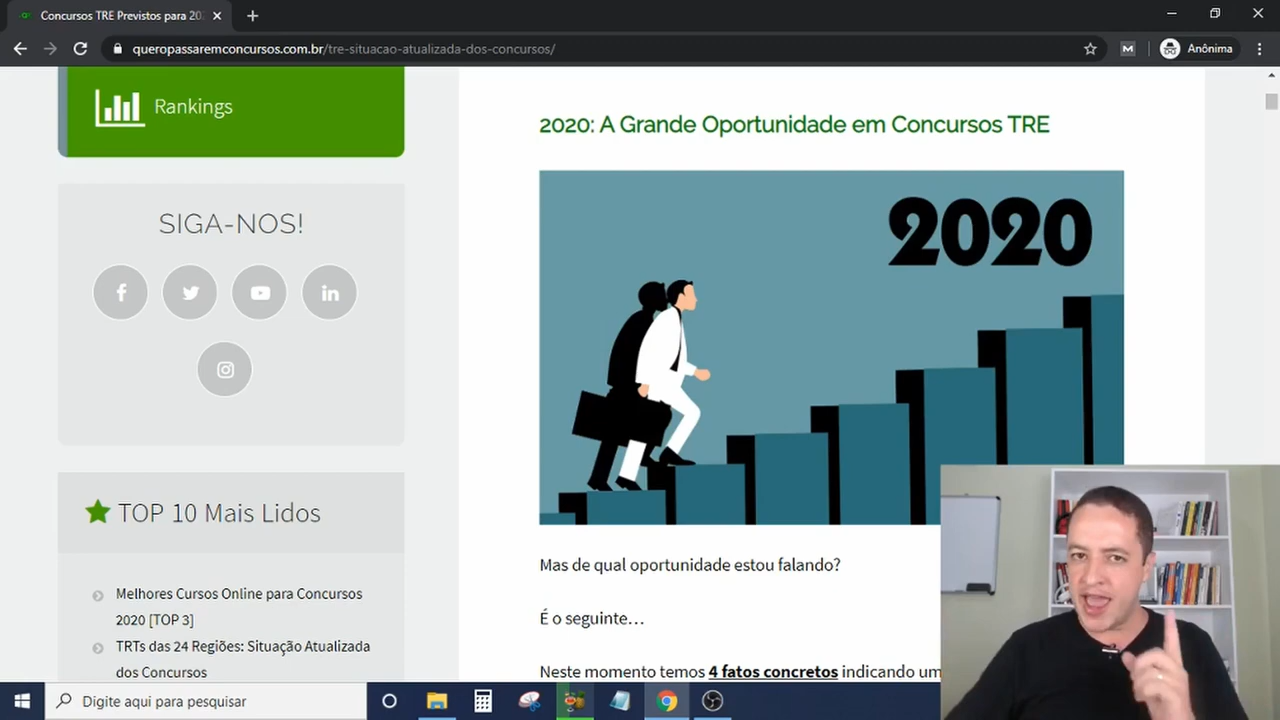 Concursos TRE Previstos para 202
queropassaremconcursos.com.br/tre-situacao-atualizada-dos-concursos/
M
Anônima
Rankings
SIGA-NOS!
TOP 10 Mais Lidos
Melhores Cursos Online para Concursos
2020 [TOP 3]
TRTs das 24 Regiões: Situação Atualizada
dos Concursos
2020: A Grande Oportunidade em Concursos TRE
2020
Mas de qual oportunidade estou falando?
É o seguinte…
Neste momento temos 4 fatos concretos indicando um
Digite aqui para pesquisar